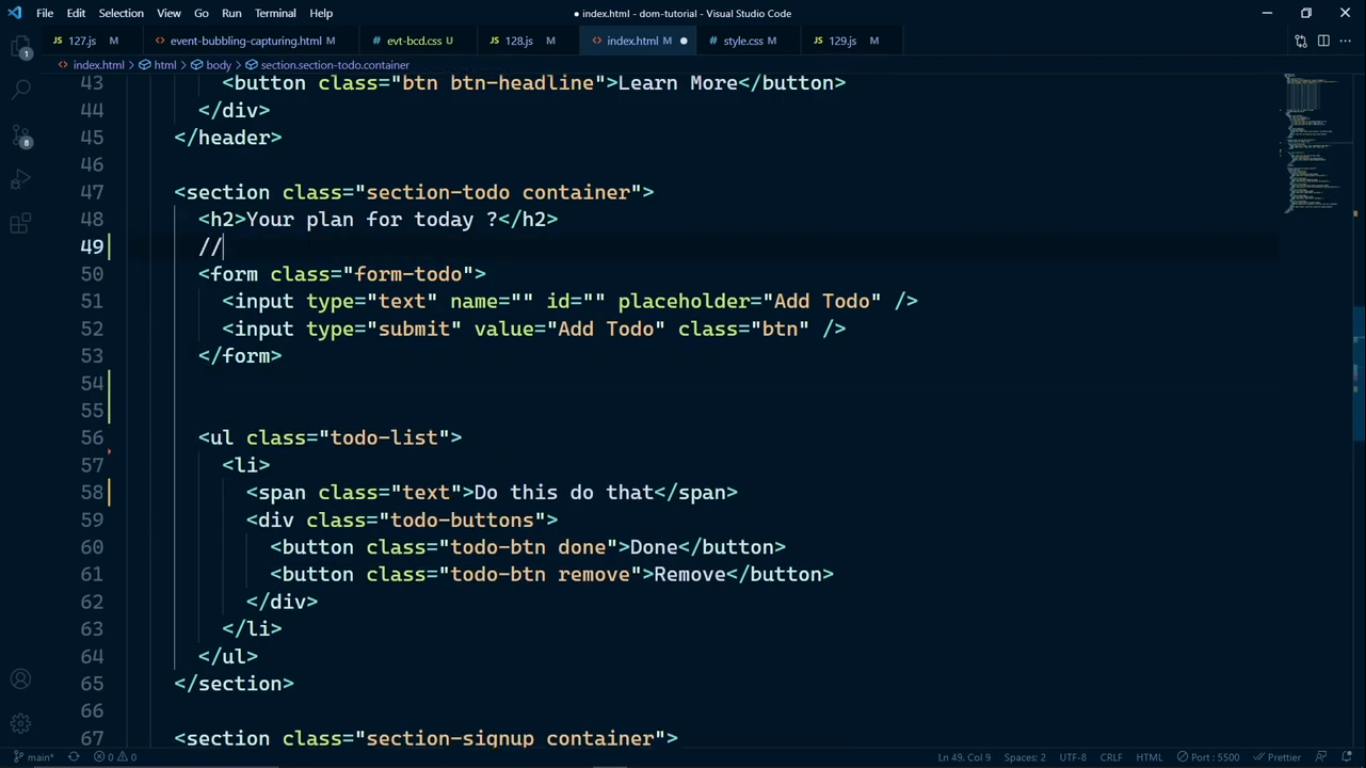 File Edit Selection View Go Run Terminal Help
● index.html - dom-tutorial - Visual Studio Code
127.js M event-bubbling-capturing.html M evt-bcd.css U 128.js M index.html M ● style.css M 129.js M
index.html > html > body > section.section-todo.container
43 <button class="btn btn-headline">Learn More</button>
44 </div>
45 </header>
46
47 <section class="section-todo container">
48 <h2>Your plan for today ?</h2>
49 //
50 <form class="form-todo">
51 <input type="text" name="" id="" placeholder="Add Todo" />
52 <input type="submit" value="Add Todo" class="btn" />
53 </form>
54
55
56 <ul class="todo-list">
57 <li>
58 <span class="text">Do this do that</span>
59 <div class="todo-buttons">
60 <button class="todo-btn done">Done</button>
61 <button class="todo-btn remove">Remove</button>
62 </div>
63 </li>
64 </ul>
65 </section>
66
67 <section class="section-signup container">
main* 0 0 Ln 49, Col 9 Spaces: 2 UTF-8 CRLF HTML Port : 5500 Prettier